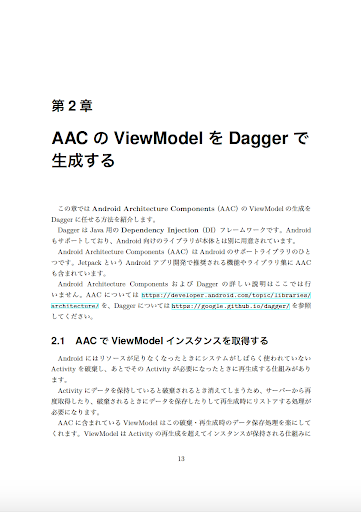 第 2 章
AAC の ViewModel を Dagger で
生成する
この章では Android Architecture Components (AAC) の ViewModel の生成を
Dagger に任せる方法を紹介します。
Dagger は Java 用の Dependency Injection (DI) フレームワークです。Android
もサポートしており、Android 向けのライブラリが本体とは別に用意されています。
Android Architecture Components (AAC) は Android のサポートライブラリのひと
つです。Jetpack という Android アプリ開発で推奨される機能やライブラリ集に AAC
も含まれています。
Android Architecture Components および Dagger の詳しい説明はここでは行
いません。AAC については https://developer.android.com/topic/libraries/
architecture/ を、Dagger については https://google.github.io/dagger/ を参照
してください。
2.1 AAC で ViewModel インスタンスを取得する
Android にはリソースが足りなくなったときにシステムがしばらく使われていない
Activity を破棄し、あとでその Activity が必要になったときに再生成する仕組みがあり
ます。
Activity にデータを保持していると破棄されるとき消えてしまうため、サーバーから再
度取得したり、破棄されるときにデータを保存したりして再生成時にリストアする処理が
必要になります。
AAC に含まれている ViewModel はこの破棄・再生成時のデータ保存処理を楽にして
くれます。ViewModel は Activity の再生成を超えてインスタンスが保持される仕組みに
13